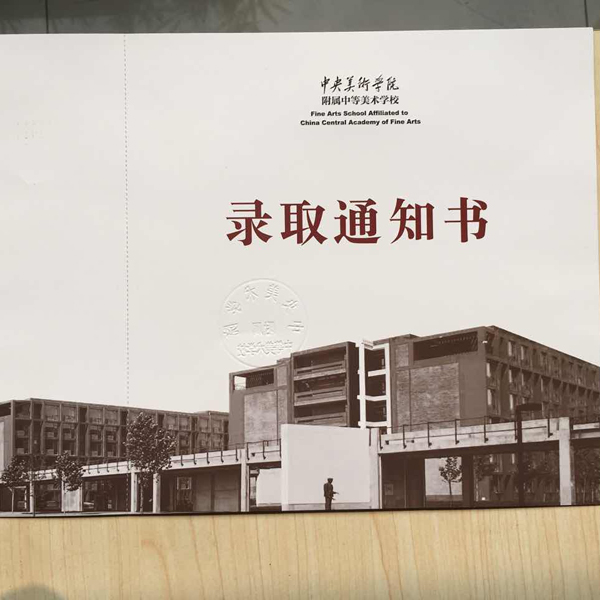 中央美術學院
附属中等美术学校
Fine Arts School Affiliated to
China Central Academy of Fine Arts
录取通知书